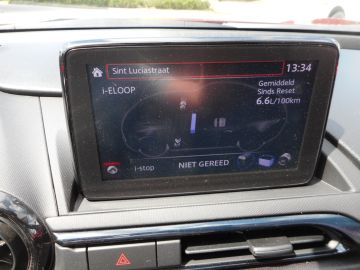 Sint Luciastraat 13:34
i-ELOOP
Gemiddeld
Sinds Reset
6.6L/100km
i-stop NIET GEREED